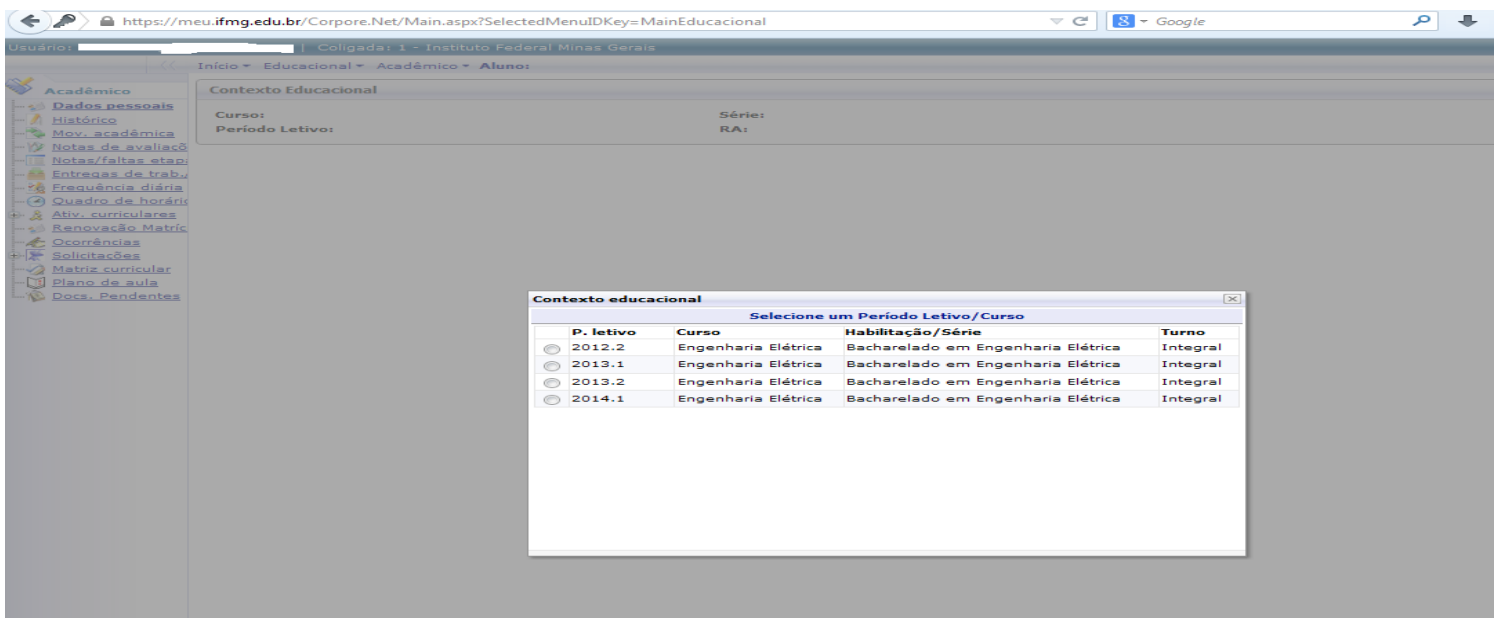 https://meu.ifmg.edu.br/Corpore.Net/Main.aspx?SelectedMenuIDKey=MainEducacional
8 Google
Usuário: | Coligada: 1 - Instituto Federal Minas Gerais
<< Início Educacional Acadêmico Aluno:
Acadêmico
Dados pessoais
Histórico
Mov. acadêmica
Notas de avaliaçõ
Notas/faltas etapa
Entregas de trab..
Frequência diária
Quadro de horário
Ativ. curriculares
Renovação Matríc
Ocorrências
Solicitações
Matriz curricular
Plano de aula
Docs. Pendentes
Contexto Educacional
Curso: Série:
Período Letivo: RA:
Contexto educacional
Selecione um Período Letivo/Curso
P. letivo Curso Habilitação/Série Turno
2012.2 Engenharia Elétrica Bacharelado em Engenharia Elétrica Integral
2013.1 Engenharia Elétrica Bacharelado em Engenharia Elétrica Integral
2013.2 Engenharia Elétrica Bacharelado em Engenharia Elétrica Integral
2014.1 Engenharia Elétrica Bacharelado em Engenharia Elétrica Integral